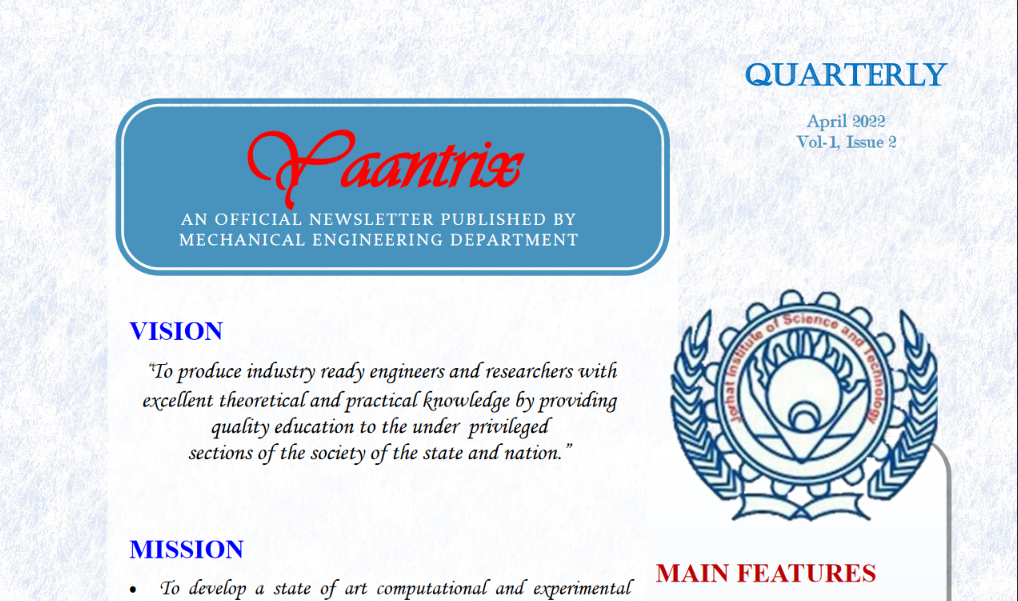 QUARTERLY
April 2022
Vol-1, Issue 2
Yaantrix
AN OFFICIAL NEWSLETTER PUBLISHED BY
MECHANICAL ENGINEERING DEPARTMENT
VISION
“To produce industry ready engineers and researchers with
excellent theoretical and practical knowledge by providing
quality education to the under privileged
sections of the society of the state and nation.”
Jorhat Institute of Science and Technology
MISSION
• To develop a state of art computational and experimental
MAIN FEATURES